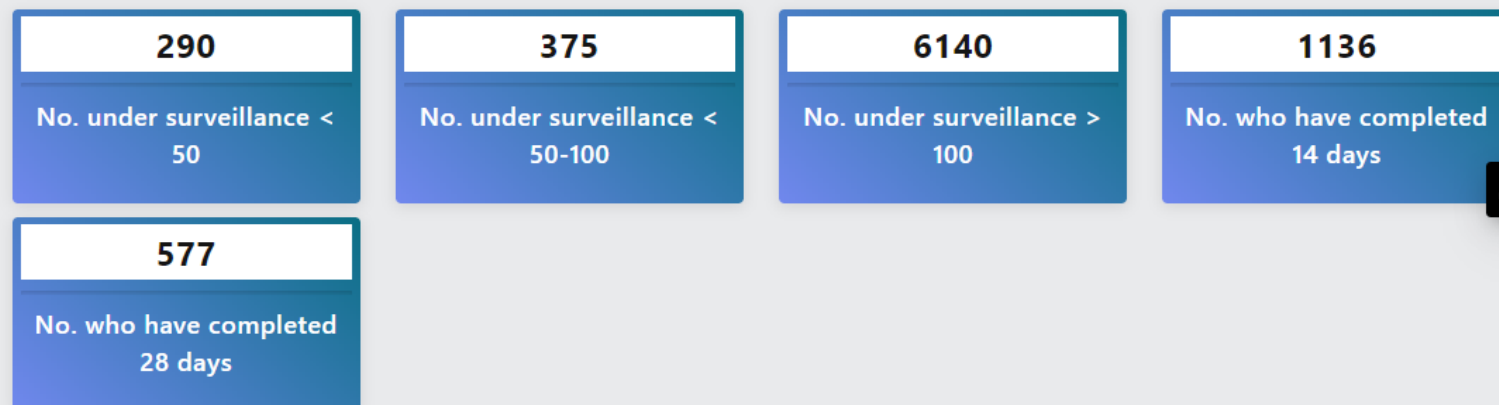 290
No. under surveillance <
50
375
No. under surveillance <
50-100
6140
No. under surveillance >
100
1136
No. who have completed
14 days
577
No. who have completed
28 days